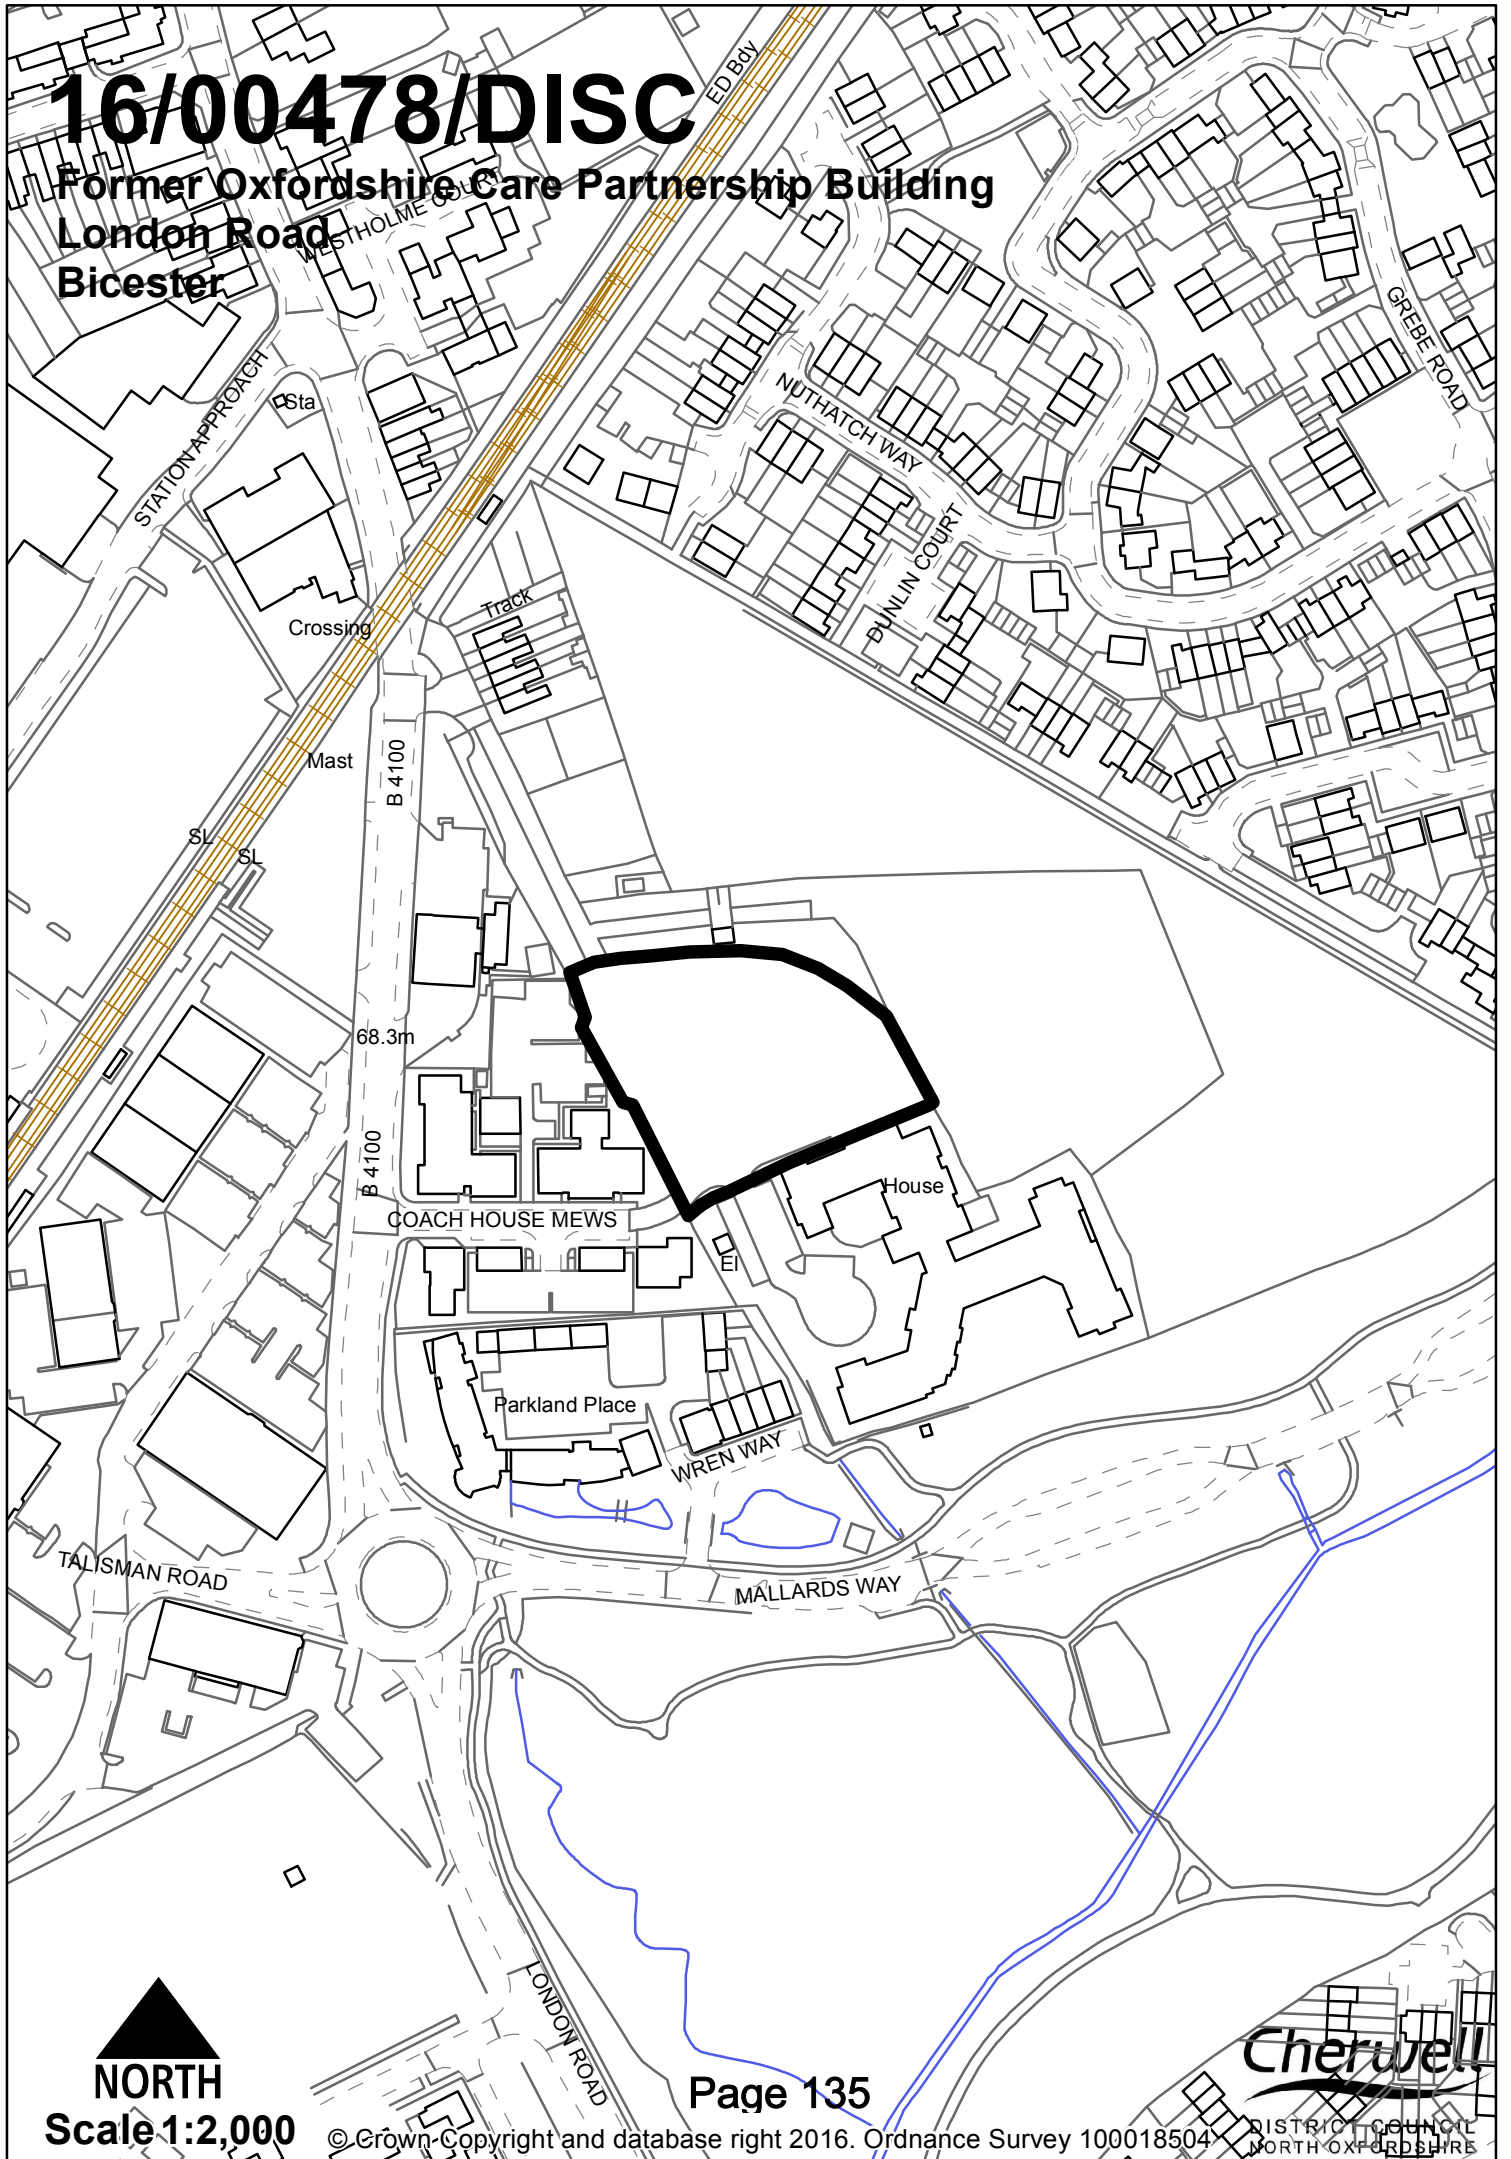 16/00478/DISC
Former Oxfordshire Care Partnership Building
London Road
Bicester
ED Bdy
WESTHOLME COURT
STATION APPROACH
Sta
NUTHATCH WAY
GREBE ROAD
DUNLIN COURT
Track
Crossing
Mast
B 4100
SL
SL
68.3m
B 4100
COACH HOUSE MEWS
House
El
Parkland Place
WREN WAY
TALISMAN ROAD
MALLARDS WAY
LONDON ROAD
NORTH
Scale 1:2,000
Page 135
© Crown Copyright and database right 2016. Ordnance Survey 100018504
Cherwell
DISTRICT COUNCIL
NORTH OXFORDSHIRE